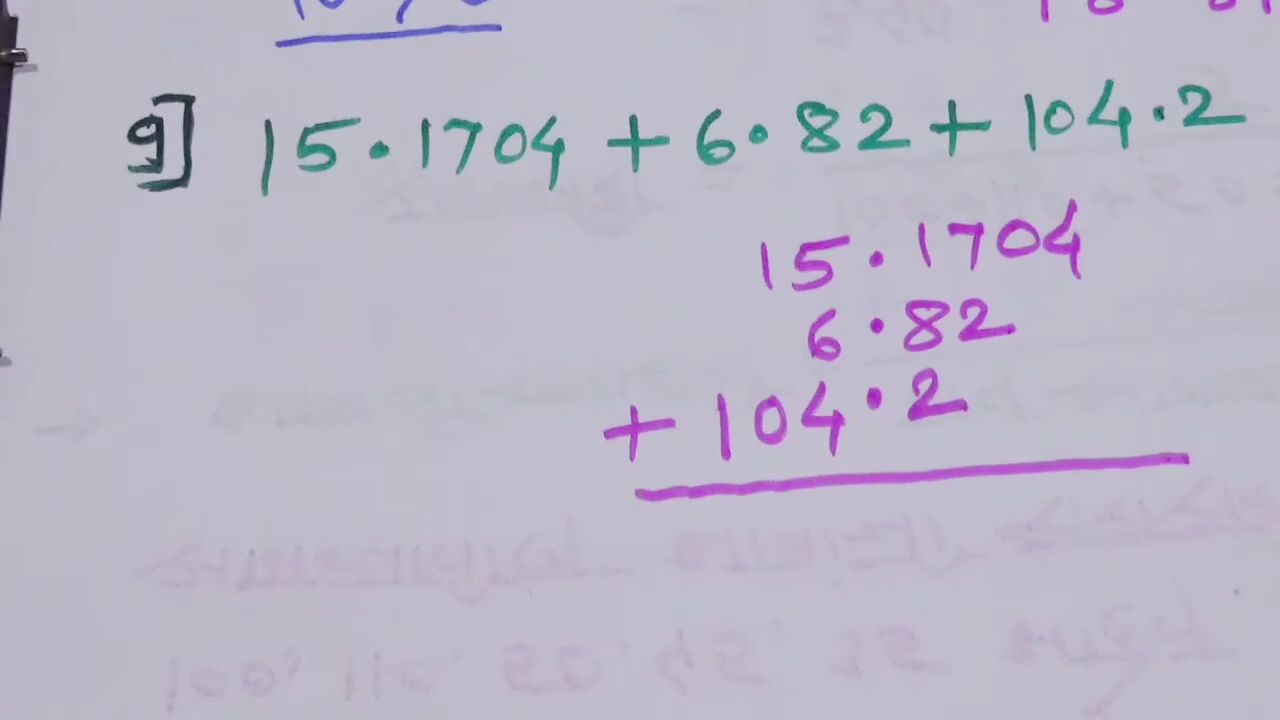 9] 15.1704 + 6.82 + 104.2
15.1704
6.82
+ 104.2